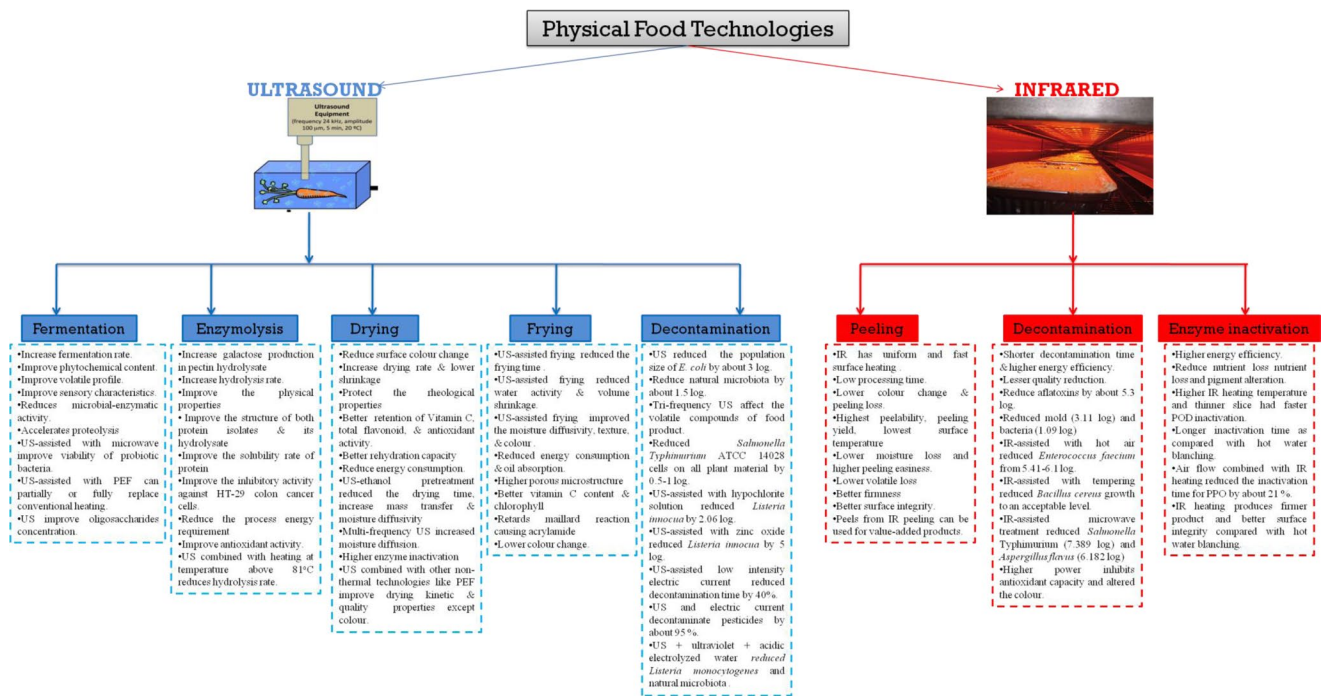 Physical Food Technologies
ULTRASOUND
Ultrasound
Equipment
(Frequency 24 kHz, amplitude
100 µm, 5 min, 20 ºC)
INFRARED
Fermentation
•Increase fermentation rate.
•Improve phytochemical content.
•Improve volatile profile.
•Improve sensory characteristics.
•Reduces microbial-enzymatic
activity.
•Accelerates proteolysis
•US-assisted with microwave
improve viability of probiotic
bacteria.
•US-assisted with PEF can
partially or fully replace
conventional heating.
•US improve oligosaccharides
concentration.
Enzymolysis
•Increase galactose production
in pectin hydrolysate
•Increase hydrolysis rate.
•Improve the physical
properties
• Improve the structure of both
protein isolates & its
hydrolysate
•Improve the solubility rate of
protein
•Improve the inhibitory activity
against HT-29 colon cancer
cells.
•Reduce the process energy
requirement
•Improve antioxidant activity.
•US combined with heating at
temperature above 81°C
reduces hydrolysis rate.
Drying
•Reduce surface colour change
•Increase drying rate & lower
shrinkage
•Protect the rheological
properties
•Better retention of Vitamin C,
total flavonoid, & antioxidant
activity.
•Better rehydration capacity
•Reduce energy consumption.
•US-ethanol pretreatment
reduced the drying time,
increase mass transfer &
moisture diffusivity
•Multi-frequency US increased
moisture diffusion.
•Higher enzyme inactivation
•US combined with other non-
thermal technologies like PEF
improve drying kinetic &
quality properties except
colour.
Frying
•US-assisted frying reduced the
frying time .
•US-assisted frying reduced
water activity & volume
shrinkage.
•US-assisted frying improved
the moisture diffusivity, texture,
& colour .
•Reduced energy consumption
& oil absorption.
•Higher porous microstructure
•Better vitamin C content &
chlorophyll
•Retards maillard reaction
causing acrylamide
•Lower colour change.
Decontamination
•US reduced the population
size of E. coli by about 3 log.
•Reduce natural microbiota by
about 1.5 log.
•Tri-frequency US affect the
volatile compounds of food
product.
•Reduced Salmonella
Typhimurium ATCC 14028
cells on all plant material by
0.5-1 log.
•US-assisted with hypochlorite
solution reduced Listeria
innocua by 2.06 log.
•US-assisted with zinc oxide
reduced Listeria innocua by 5
log.
•US-assisted low intensity
electric current reduced
decontamination time by 40%.
•US and electric current
decontaminate pesticides by
about 95 %.
•US + ultraviolet + acidic
electrolyzed water reduced
Listeria monocytogenes and
natural microbiota .
Peeling
•IR has uniform and fast
surface heating .
•Low processing time.
•Lower colour change &
peeling loss.
•Highest peelability, peeling
yield, lowest surface
temperature
•Lower moisture loss and
higher peeling easiness.
•Lower volatile loss
•Better firmness
•Better surface integrity.
•Peels from IR peeling can be
used for value-added products.
Decontamination
•Shorter decontamination time
& higher energy efficiency.
•Lesser quality reduction.
•Reduce aflatoxins by about 5.3
log.
•Reduced mold (3.11 log) and
bacteria (1.09 log)
•IR-assisted with hot air
reduced Enterococcus faecium
from 5.41-6.1 log.
•IR-assisted with tempering
reduced Bacillus cereus growth
to an acceptable level.
•IR-assisted microwave
treatment reduced Salmonella
Typhimurium (7.389 log) and
Aspergillus flavus (6.182 log)
•Higher power inhibits
antioxidant capacity and altered
the colour.
Enzyme inactivation
•Higher energy efficiency.
•Reduce nutrient loss nutrient
loss and pigment alteration.
•Higher IR heating temperature
and thinner slice had faster
POD inactivation.
•Longer inactivation time as
compared with hot water
blanching.
•Air flow combined with IR
heating reduced the inactivation
time for PPO by about 21 %.
•IR heating produces firmer
product and better surface
integrity compared with hot
water blanching.